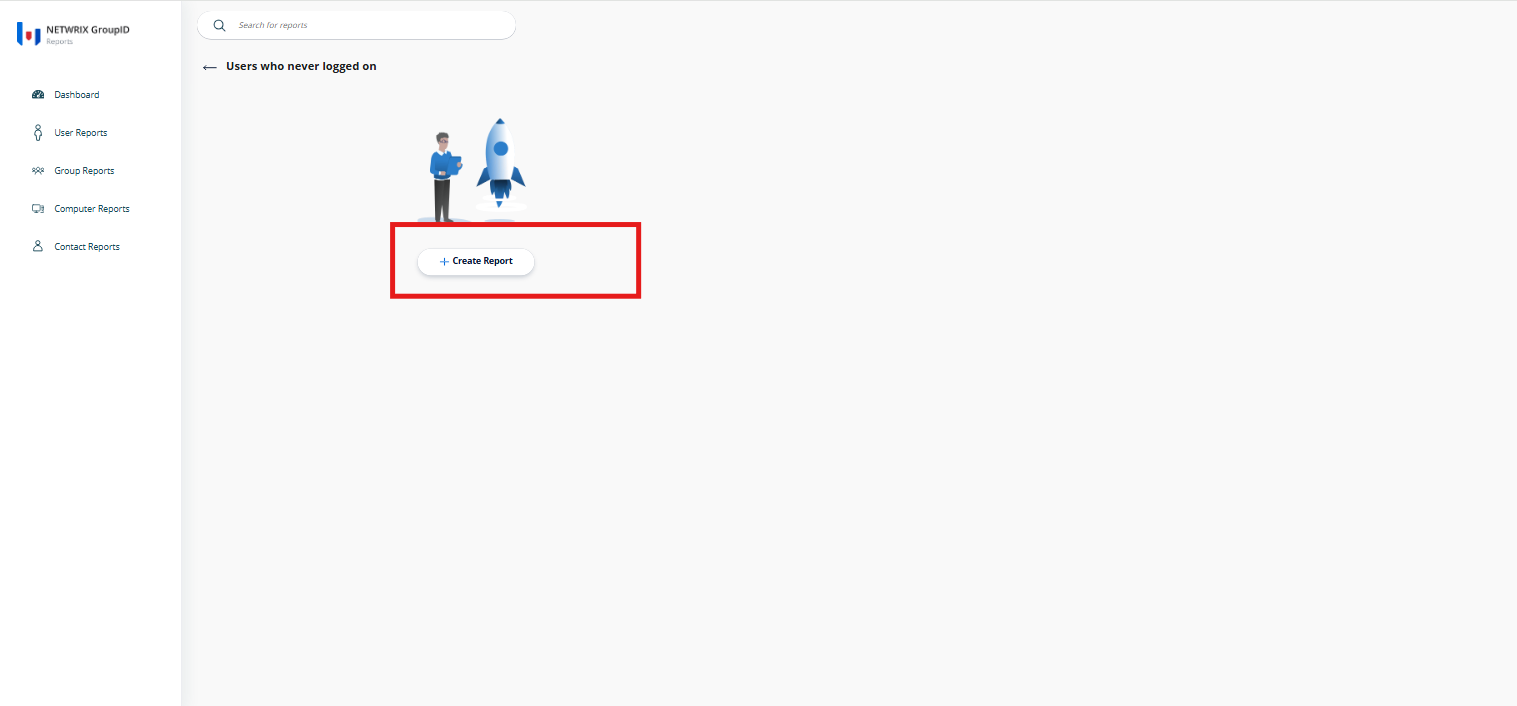 NETWRIX GroupID
Reports
Search for reports
Users who never logged on
Dashboard
User Reports
Group Reports
Computer Reports
Contact Reports
+ Create Report